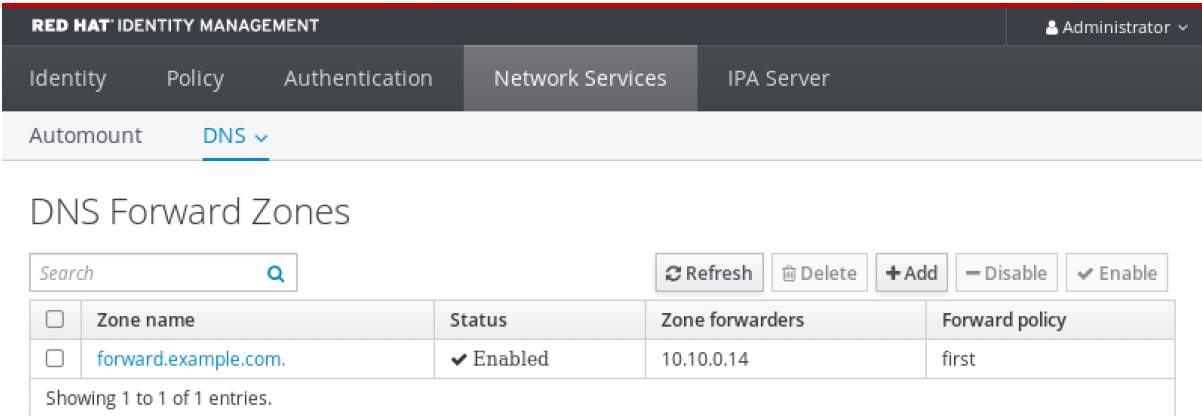 RED HAT® IDENTITY MANAGEMENT Administrator
Identity Policy Authentication Network Services IPA Server
Automount DNS
DNS Forward Zones
Search Refresh Delete Add Disable Enable
Zone name Status Zone forwarders Forward policy
forward.example.com. Enabled 10.10.0.14 first
Showing 1 to 1 of 1 entries.